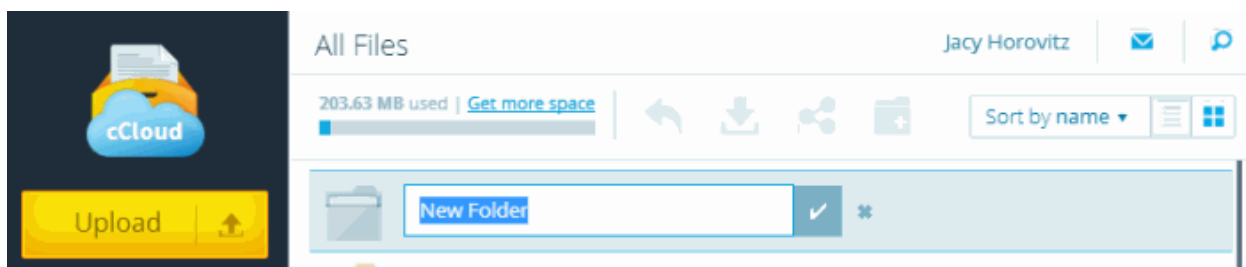 cCloud
Upload
All Files
Jacy Horovitz
203.63 MB used | Get more space
Sort by name
New Folder